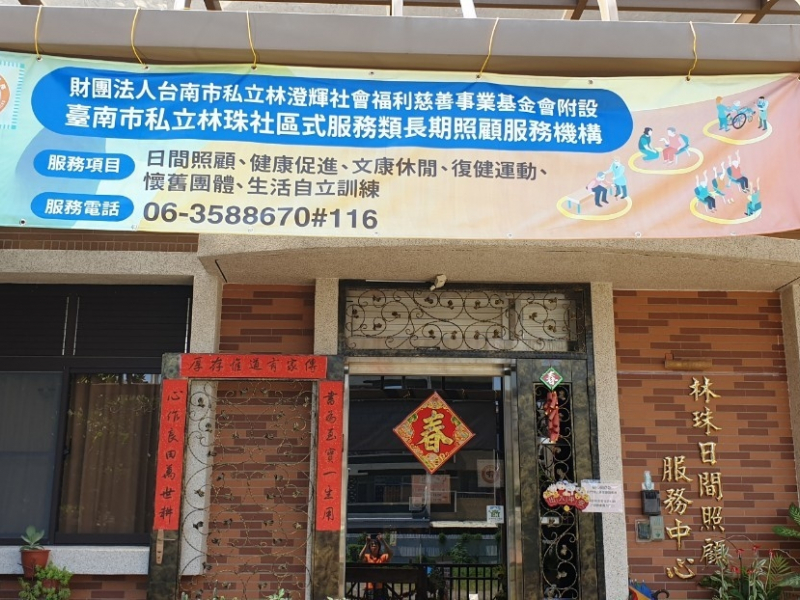 財團法人台南市私立林澄輝社會福利慈善事業基金會附設
臺南市私立林珠社區式服務類長期照顧服務機構
服務項目
日間照顧、健康促進、文康休閒、復健運動、
懷舊團體、生活自立訓練
服務電話
06-3588670#116
厚存惟道有家傳
書為至寶一生用
心作良田萬世耕
春
春
林珠日間照顧
服務中心